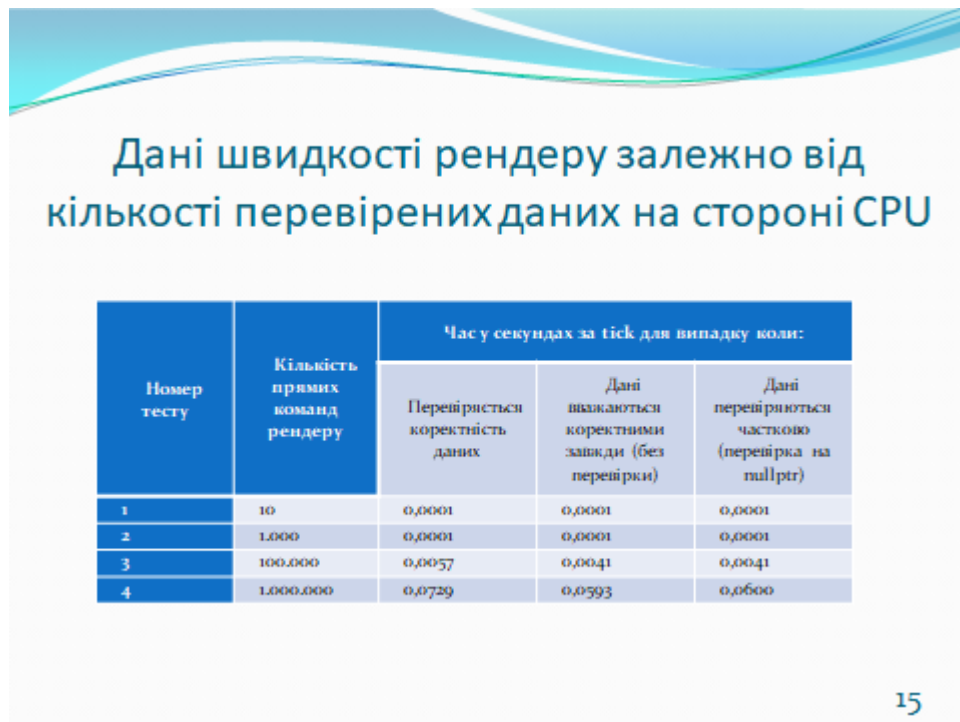 Дані швидкості рендеру залежно від
кількості перевірених даних на стороні CPU
Номер
тесту
Кількість
прямих
команд
рендеру
Час у секундах за tick для випадку коли:
Перевіряється
коректність
даних
Дані
вважаються
коректними
завжди (без
перевірки)
Дані
перевіряються
частково
(перевірка на
nullptr)
1 10 0,0001 0,0001 0,0001
2 1.000 0,0001 0,0001 0,0001
3 100.000 0,0057 0,0041 0,0041
4 1.000.000 0,0729 0,0593 0,0600
15